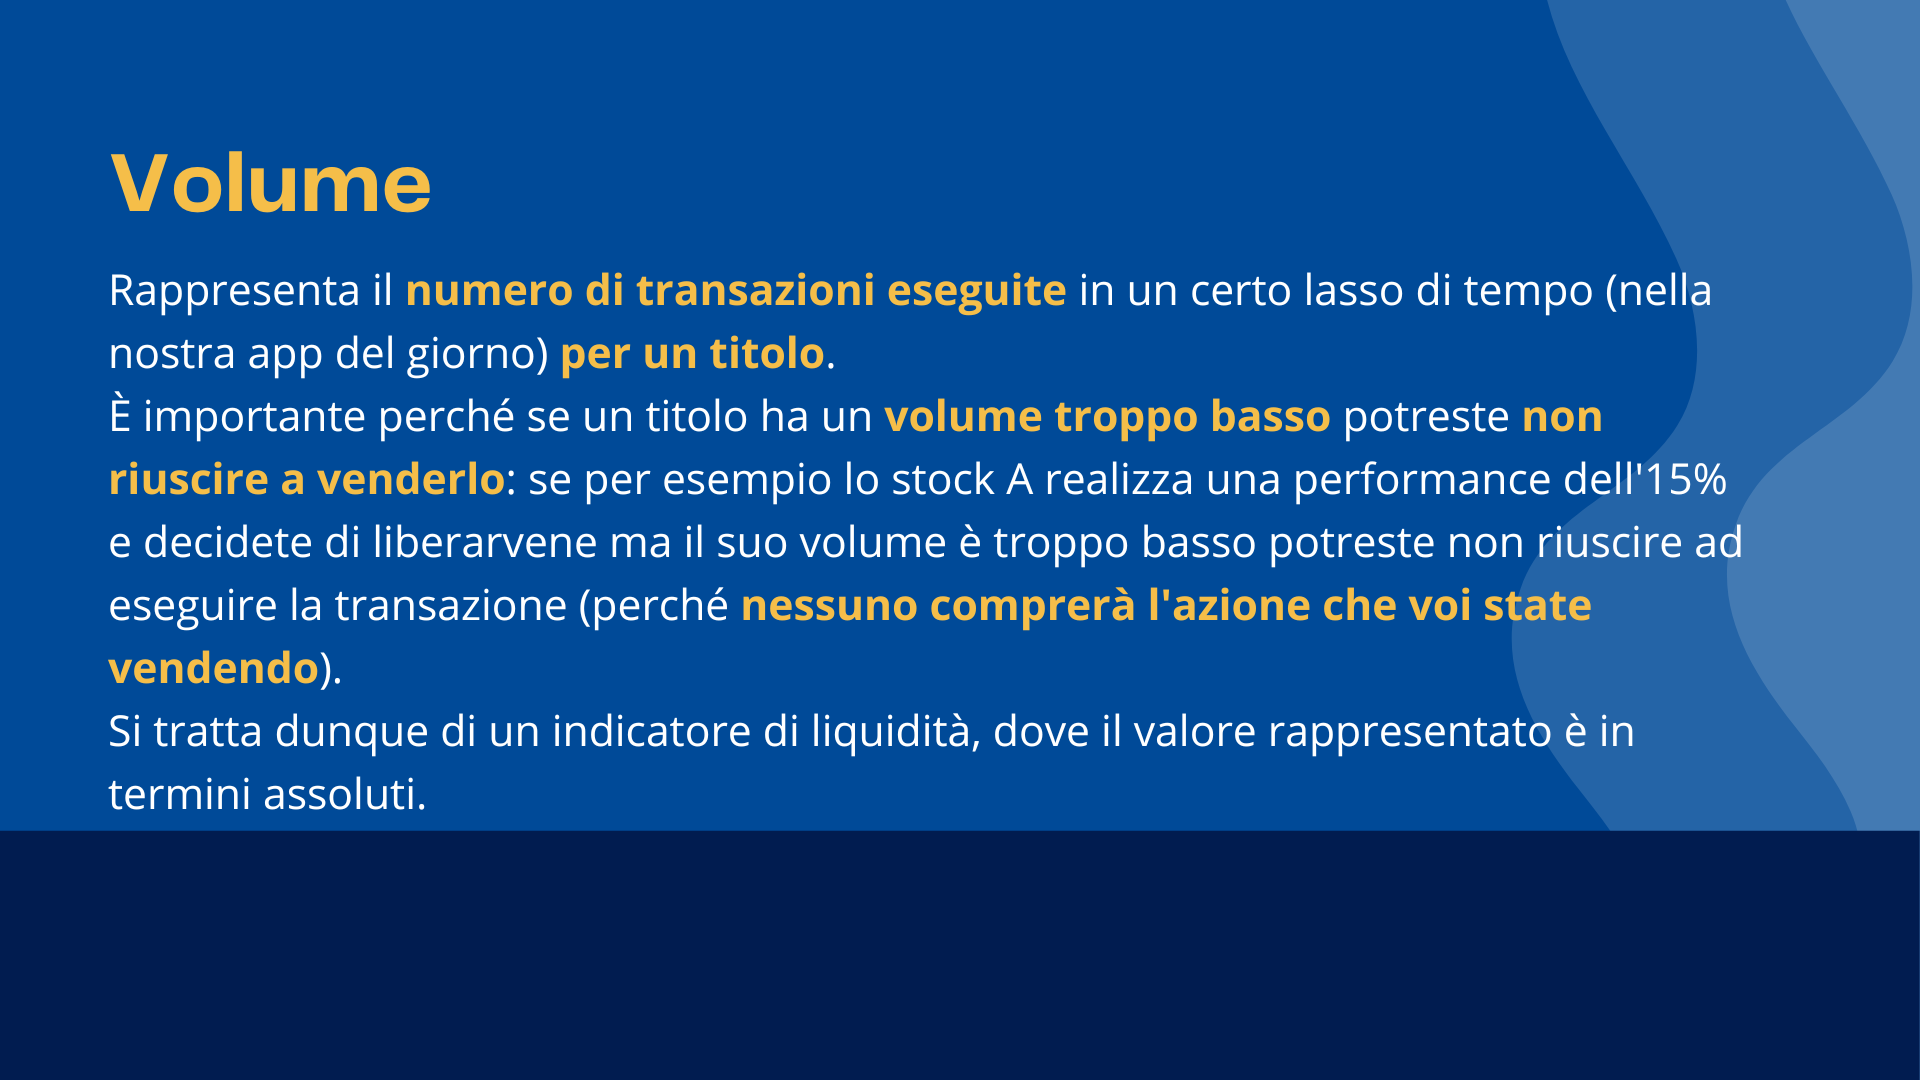 Volume
Rappresenta il numero di transazioni eseguite in un certo lasso di tempo (nella
nostra app del giorno) per un titolo.
È importante perché se un titolo ha un volume troppo basso potreste non
riuscire a venderlo: se per esempio lo stock A realizza una performance dell'15%
e decidete di liberarvene ma il suo volume è troppo basso potreste non riuscire ad
eseguire la transazione (perché nessuno comprerà l'azione che voi state
vendendo).
Si tratta dunque di un indicatore di liquidità, dove il valore rappresentato è in
termini assoluti.